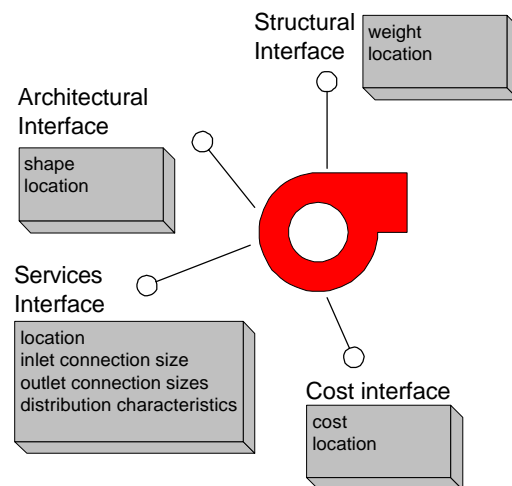 Structural
Interface
weight
location
Architectural
Interface
shape
location
Services
Interface
location
inlet connection size
outlet connection sizes
distribution characteristics
Cost interface
cost
location